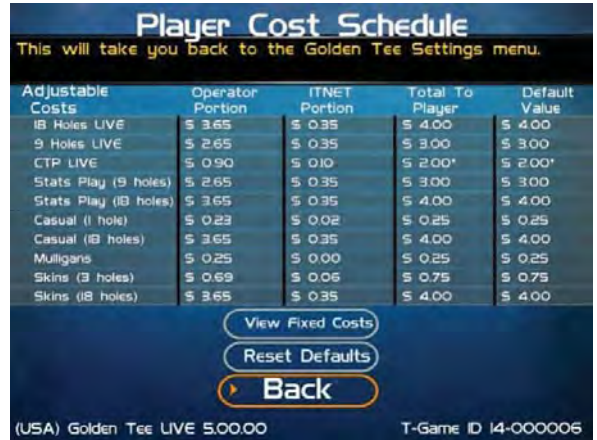 Player Cost Schedule
This will take you back to the Golden Tee Settings menu.
Adjustable Costs Operator Portion ITNET Portion Total To Player Default Value
18 Holes LIVE $ 3.65 $ 0.35 $ 4.00 $ 4.00
9 Holes LIVE $ 2.65 $ 0.35 $ 3.00 $ 3.00
CTP LIVE $ 0.90 $ 0.10 $ 2.00* $ 2.00*
Stats Play (9 holes) $ 2.65 $ 0.35 $ 3.00 $ 3.00
Stats Play (18 holes) $ 3.65 $ 0.35 $ 4.00 $ 4.00
Casual (1 hole) $ 0.23 $ 0.02 $ 0.25 $ 0.25
Casual (18 holes) $ 3.65 $ 0.35 $ 4.00 $ 4.00
Mulligans $ 0.25 $ 0.00 $ 0.25 $ 0.25
Skins (3 holes) $ 0.69 $ 0.06 $ 0.75 $ 0.75
Skins (18 holes) $ 3.65 $ 0.35 $ 4.00 $ 4.00
View Fixed Costs
Reset Defaults
Back
(USA) Golden Tee LIVE 5.00.00 T-Game ID 14-000006